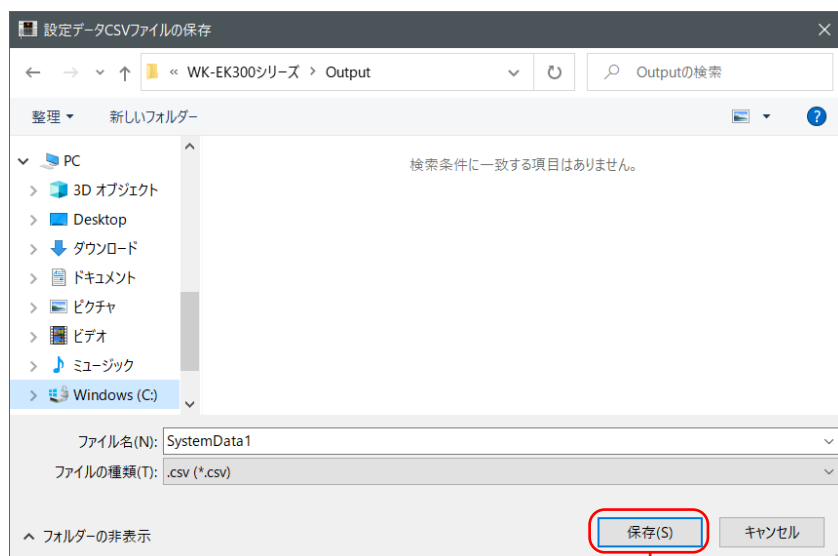 設定データCSVファイルの保存
« WK-EK300シリーズ > Output
Outputの検索
整理
新しいフォルダー
PC
検索条件に一致する項目はありません。
3D オブジェクト
Desktop
ダウンロード
ドキュメント
ピクチャ
ビデオ
ミュージック
Windows (C:)
ファイル名(N): SystemData1
ファイルの種類(T): .csv (*.csv)
フォルダーの非表示
保存(S)
キャンセル